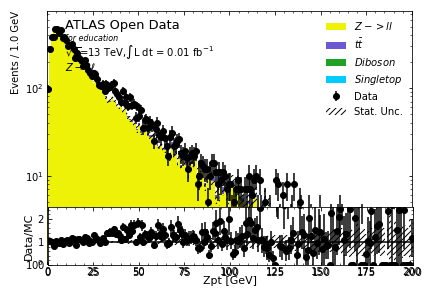 ATLAS Open Data
for education
=13 TeV,∫L dt = 0.01 fb⁻¹
Z
Z − > ll
tt̄
Diboson
Singletop
Data
Stat. Unc.
Events / 1.0 GeV
10²
10¹
Data/MC
2
1
0
0 25 50 75 100 125 150 175 200
Zpt [GeV]